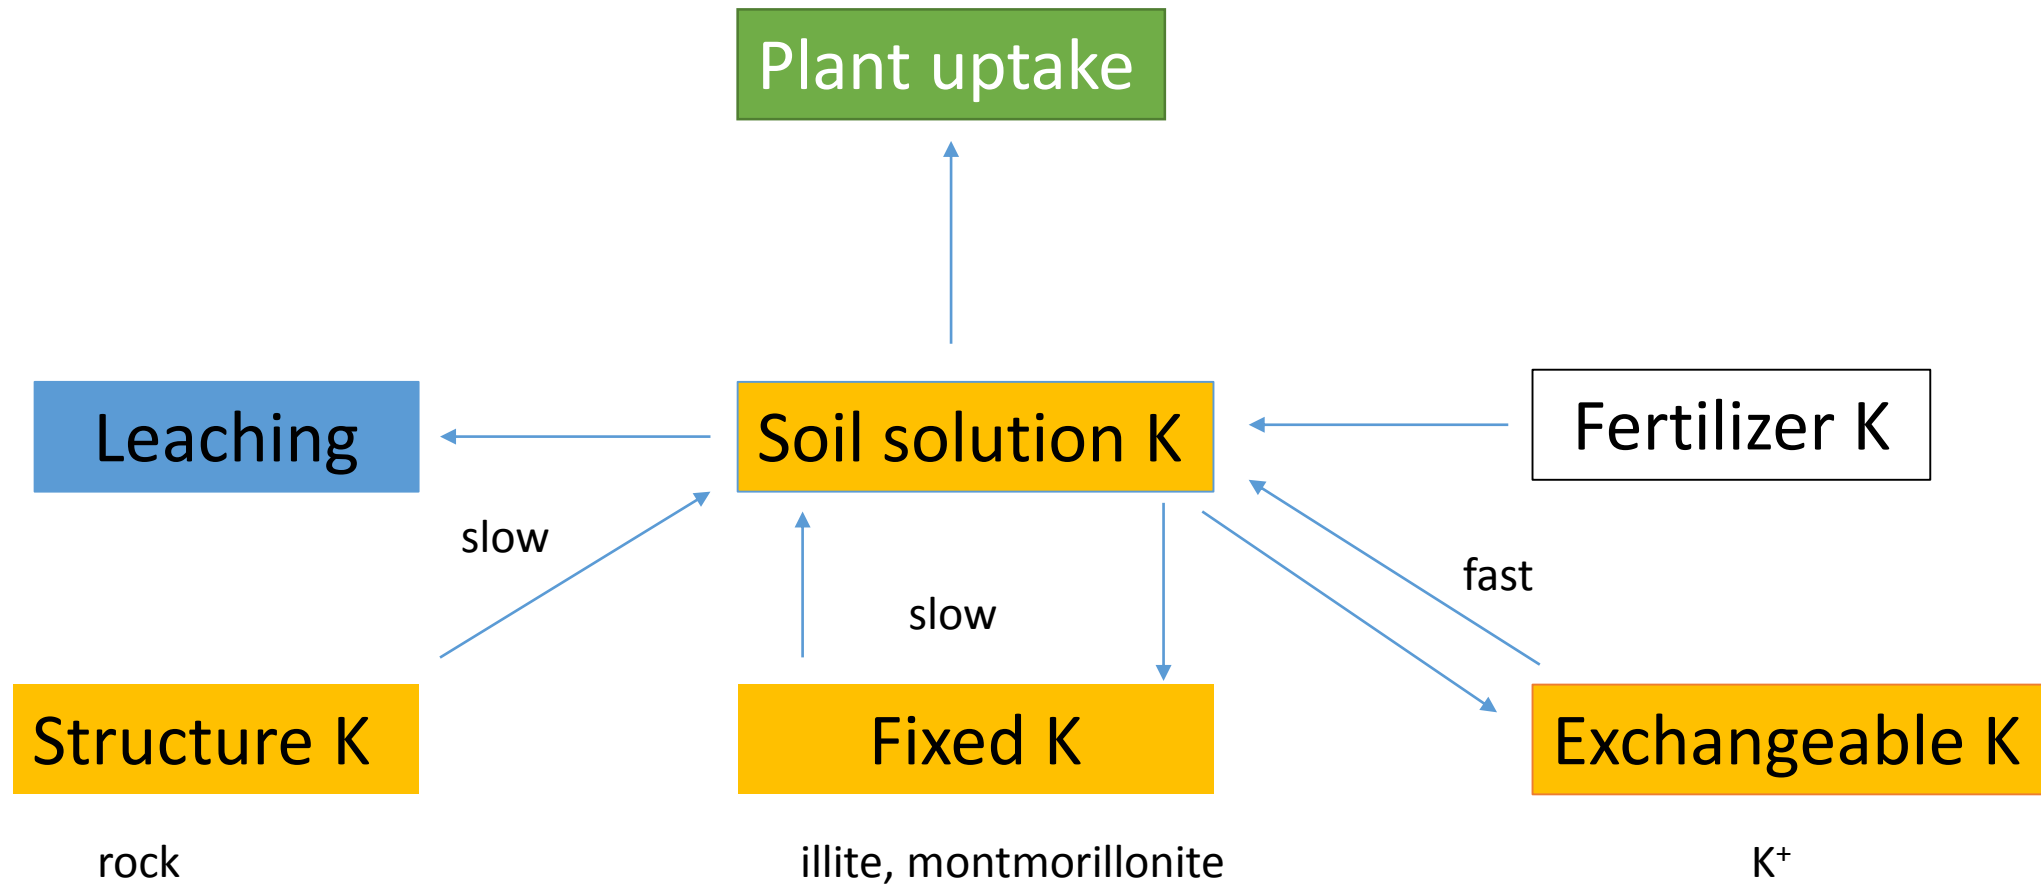 Plant uptake
Leaching
Soil solution K
Fertilizer K
slow
slow
fast
Structure K
Fixed K
Exchangeable K
rock
illite, montmorillonite
K⁺